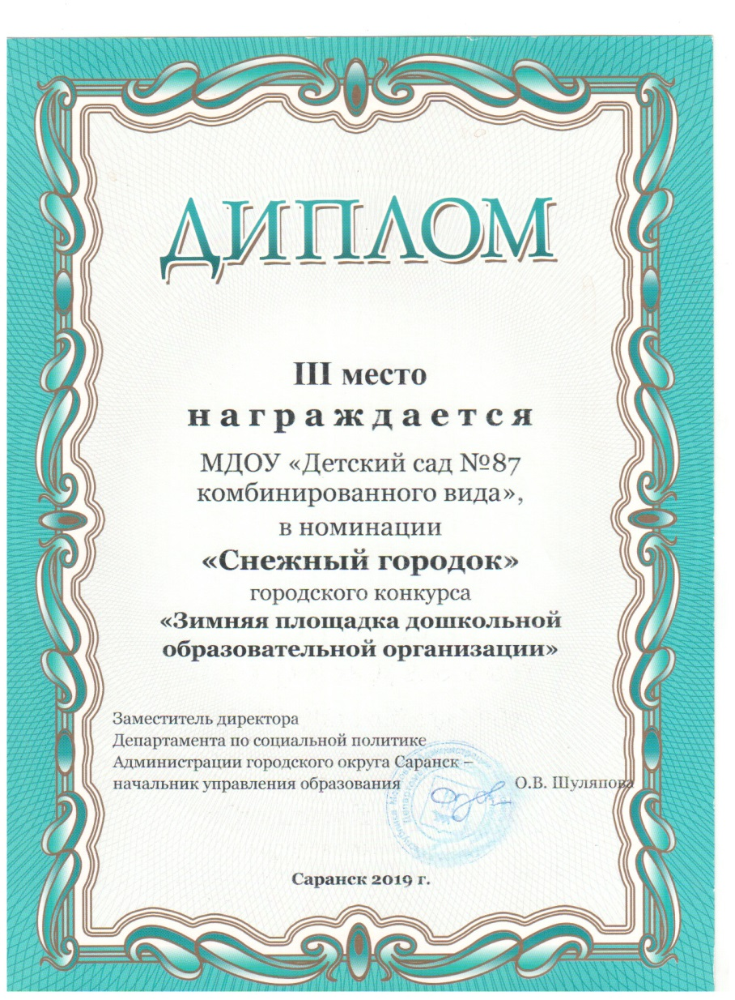 ДИПЛОМ
III место
награждается
МДОУ «Детский сад №87
комбинированного вида»,
в номинации
«Снежный городок»
городского конкурса
«Зимняя площадка дошкольной
образовательной организации»
Заместитель директора
Департамента по социальной политике
Администрации городского округа Саранск –
начальник управления образования О.В. Шуляпова
Саранск 2019 г.